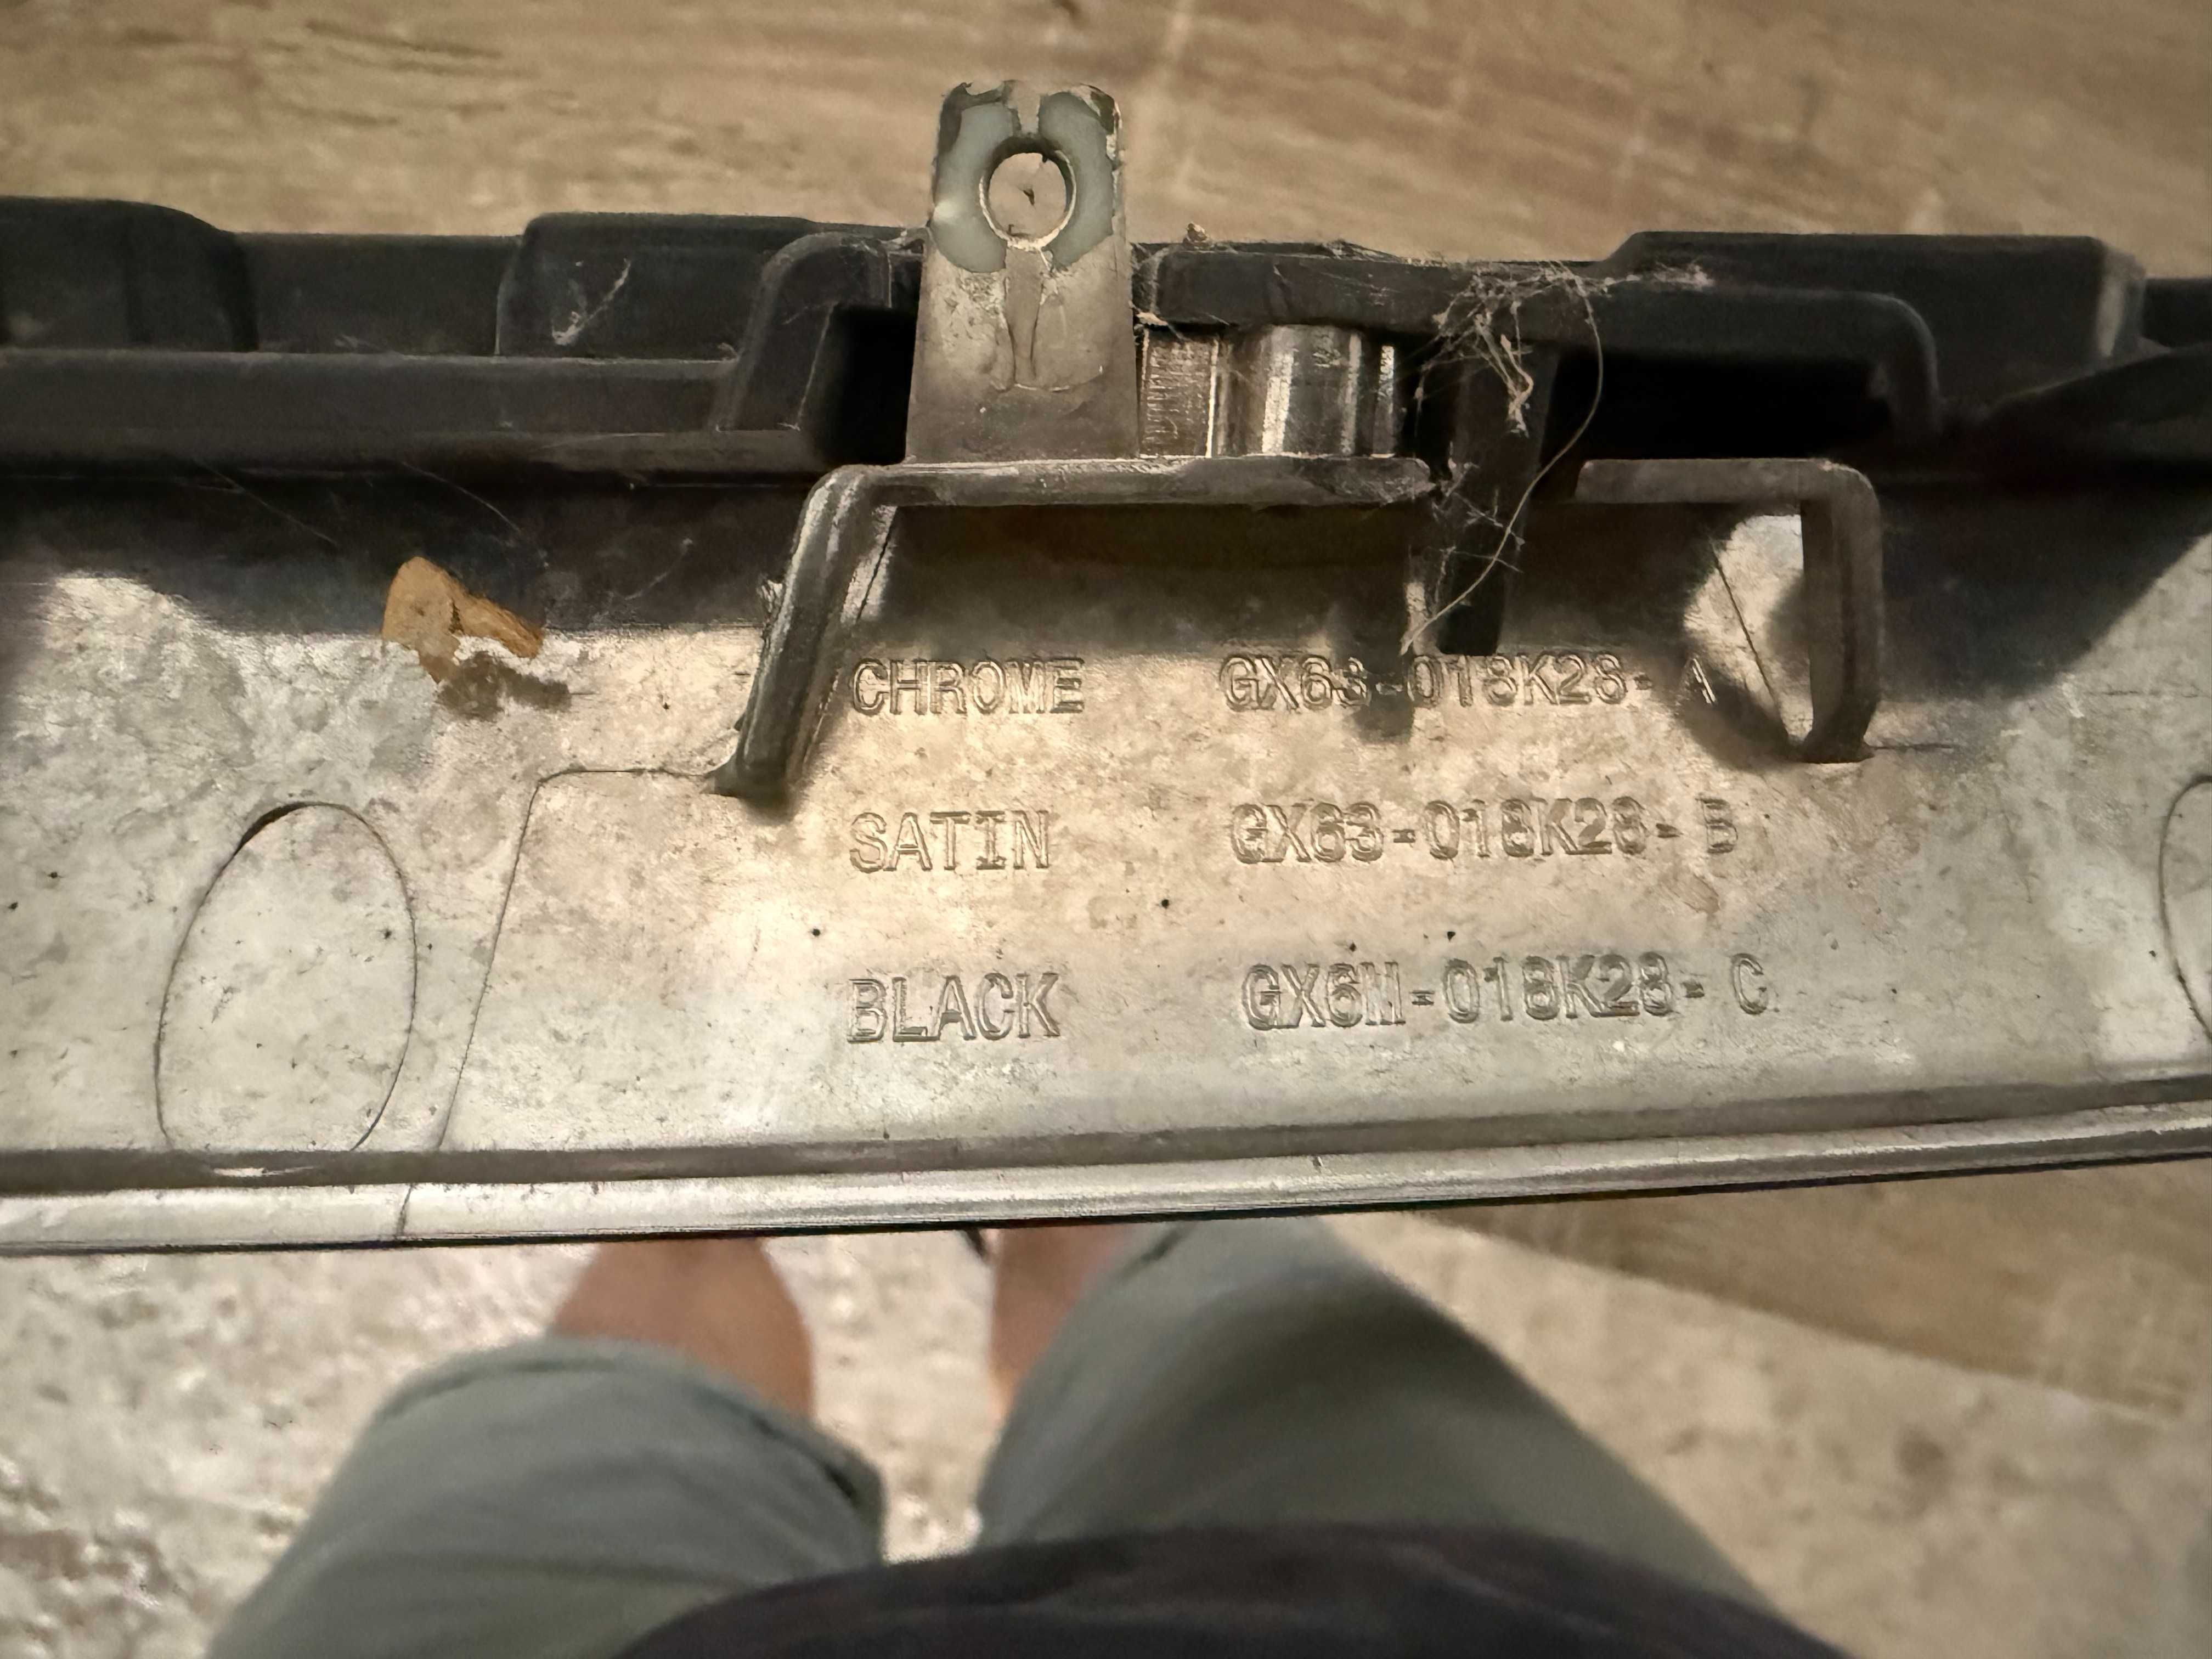 CHROME GX63-018K28- A
SATIN GX63-018K28- B
BLACK GX6M-018K28- C